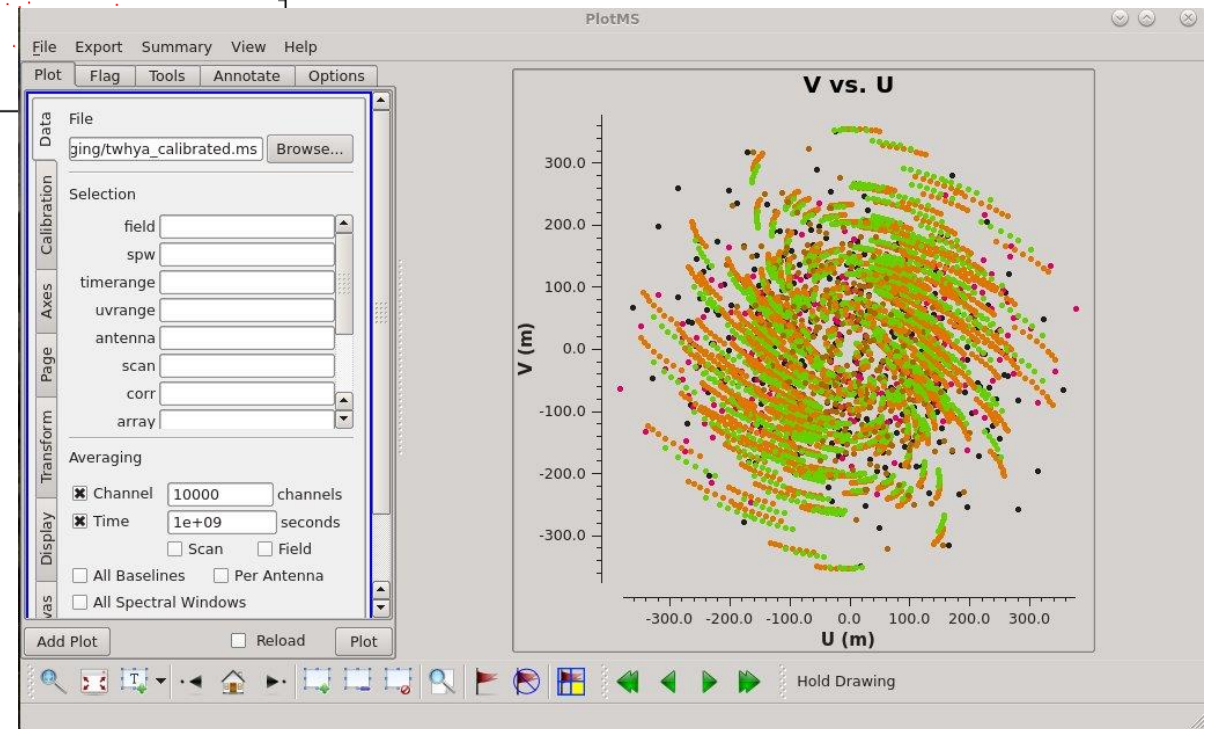 PlotMS
File Export Summary View Help
Plot Flag Tools Annotate Options
Data
Calibration
Axes
Page
Transform
Display
vas
File
ging/twhya_calibrated.ms Browse...
Selection
field
spw
timerange
uvrange
antenna
scan
corr
array
Averaging
Channel 10000 channels
Time 1e+09 seconds
Scan Field
All Baselines Per Antenna
All Spectral Windows
Add Plot Reload Plot
V vs. U
V (m)
300.0
200.0
100.0
0.0
-100.0
-200.0
-300.0
-300.0 -200.0 -100.0 0.0 100.0 200.0 300.0
U (m)
T
Hold Drawing